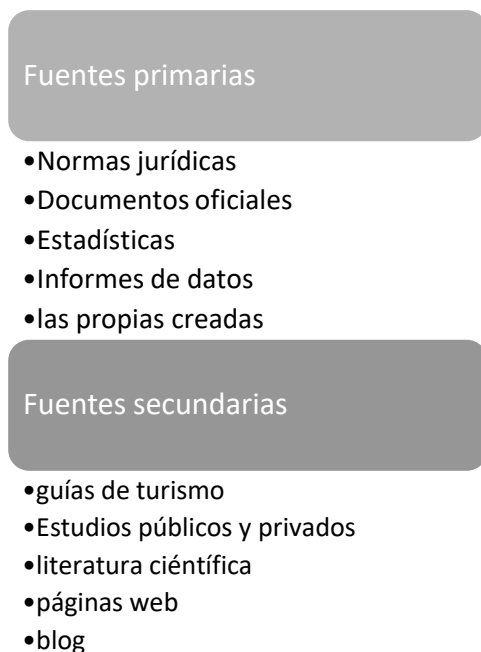 Fuentes primarias
•Normas jurídicas
•Documentos oficiales
•Estadísticas
•Informes de datos
•las propias creadas
Fuentes secundarias
•guías de turismo
•Estudios públicos y privados
•literatura ciéntífica
•páginas web
•blog